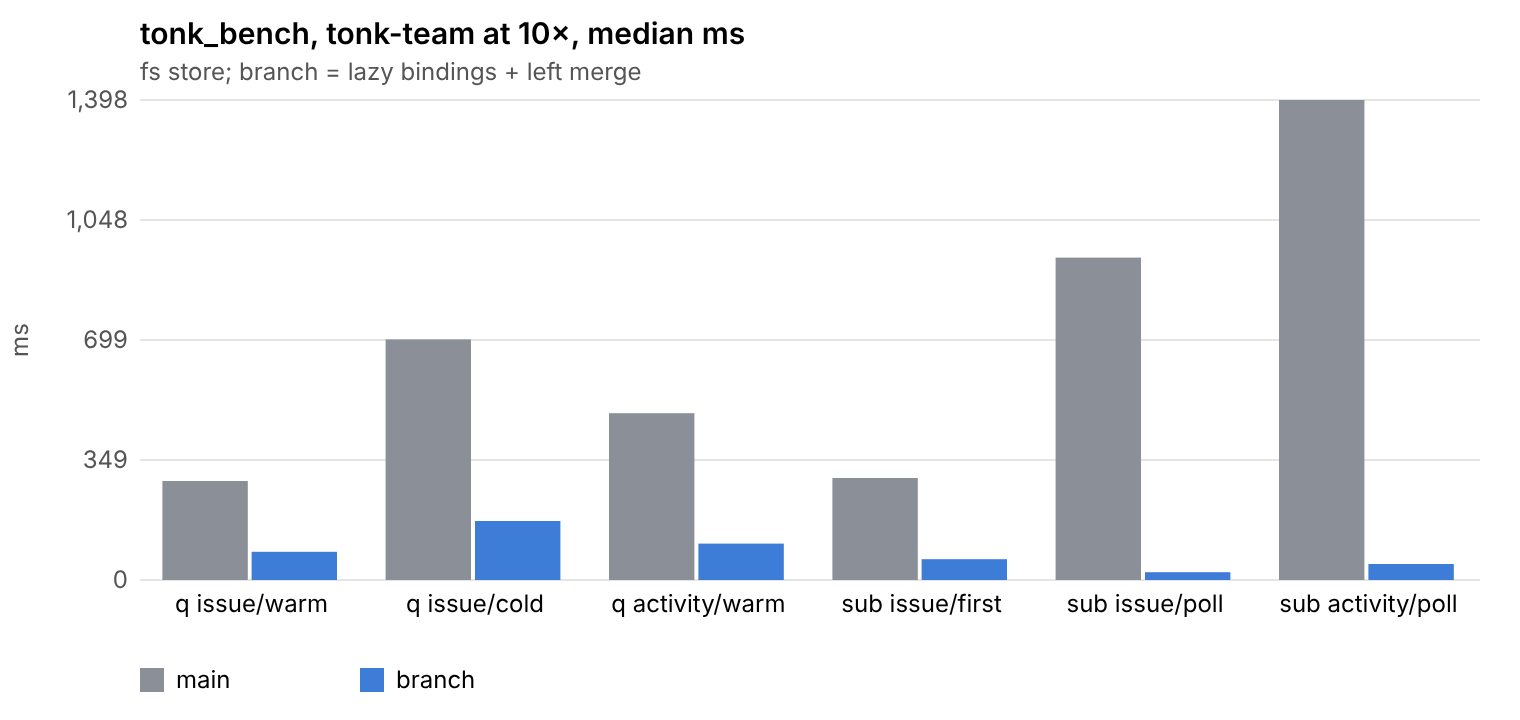 tonk_bench, tonk-team at 10×, median ms
fs store; branch = lazy bindings + left merge
1,398
1,048
699
349
0
ms
q issue/warm
q issue/cold
q activity/warm
sub issue/first
sub issue/poll
sub activity/poll
main
branch